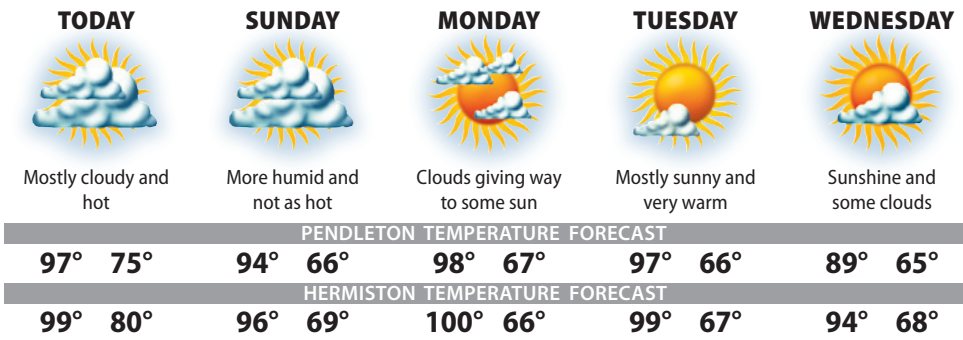 TODAY SUNDAY MONDAY TUESDAY WEDNESDAY
Mostly cloudy and hot
More humid and not as hot
Clouds giving way to some sun
Mostly sunny and very warm
Sunshine and some clouds
PENDLETON TEMPERATURE FORECAST
97° 75° 94° 66° 98° 67° 97° 66° 89° 65°
HERMISTON TEMPERATURE FORECAST
99° 80° 96° 69° 100° 66° 99° 67° 94° 68°